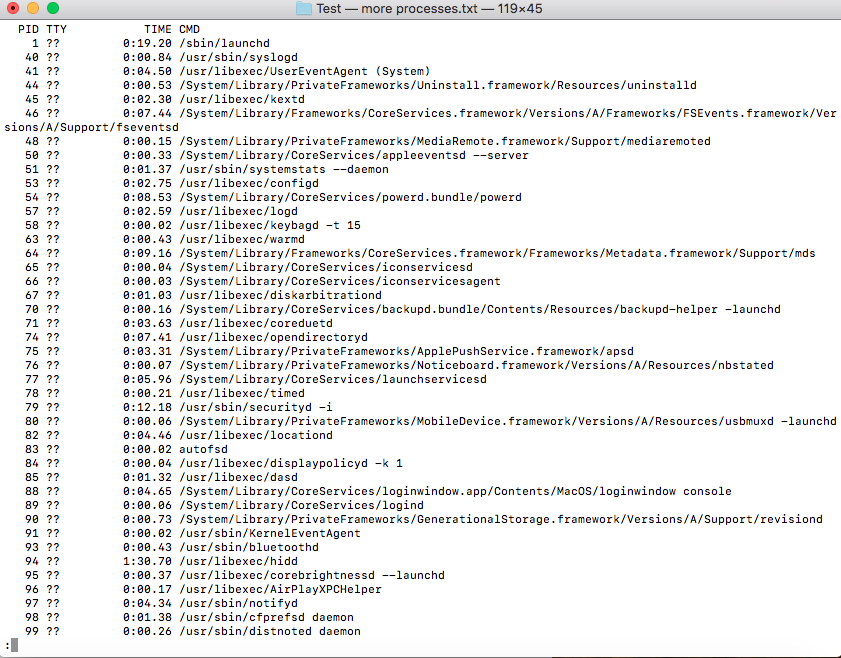 Test — more processes.txt — 119×45
PID TTY TIME CMD
1 ?? 0:19.20 /sbin/launchd
40 ?? 0:00.84 /usr/sbin/syslogd
41 ?? 0:04.50 /usr/libexec/UserEventAgent (System)
44 ?? 0:00.53 /System/Library/PrivateFrameworks/Uninstall.framework/Resources/uninstalld
45 ?? 0:02.30 /usr/libexec/kextd
46 ?? 0:07.44 /System/Library/Frameworks/CoreServices.framework/Versions/A/Frameworks/FSEvents.framework/Ver
sions/A/Support/fseventsd
48 ?? 0:00.15 /System/Library/PrivateFrameworks/MediaRemote.framework/Support/mediaremoted
50 ?? 0:00.33 /System/Library/CoreServices/appleeventsd --server
51 ?? 0:01.37 /usr/sbin/systemstats --daemon
53 ?? 0:02.75 /usr/libexec/configd
54 ?? 0:08.53 /System/Library/CoreServices/powerd.bundle/powerd
57 ?? 0:02.59 /usr/libexec/logd
58 ?? 0:00.02 /usr/libexec/keybagd -t 15
63 ?? 0:00.43 /usr/libexec/warmd
64 ?? 0:09.16 /System/Library/Frameworks/CoreServices.framework/Frameworks/Metadata.framework/Support/mds
65 ?? 0:00.04 /System/Library/CoreServices/iconservicesd
66 ?? 0:00.03 /System/Library/CoreServices/iconservicesagent
67 ?? 0:01.03 /usr/libexec/diskarbitrationd
70 ?? 0:00.16 /System/Library/CoreServices/backupd.bundle/Contents/Resources/backupd-helper -launchd
71 ?? 0:03.63 /usr/libexec/coreduetd
74 ?? 0:07.41 /usr/libexec/opendirectoryd
75 ?? 0:03.31 /System/Library/PrivateFrameworks/ApplePushService.framework/apsd
76 ?? 0:00.07 /System/Library/PrivateFrameworks/Noticeboard.framework/Versions/A/Resources/nbstated
77 ?? 0:05.96 /System/Library/CoreServices/launchservicesd
78 ?? 0:00.21 /usr/libexec/timed
79 ?? 0:12.18 /usr/sbin/securityd -i
80 ?? 0:00.06 /System/Library/PrivateFrameworks/MobileDevice.framework/Versions/A/Resources/usbmuxd -launchd
82 ?? 0:04.46 /usr/libexec/locationd
83 ?? 0:00.02 autofsd
84 ?? 0:00.04 /usr/libexec/displaypolicyd -k 1
85 ?? 0:01.32 /usr/libexec/dasd
88 ?? 0:04.65 /System/Library/CoreServices/loginwindow.app/Contents/MacOS/loginwindow console
89 ?? 0:00.06 /System/Library/CoreServices/logind
90 ?? 0:00.73 /System/Library/PrivateFrameworks/GenerationalStorage.framework/Versions/A/Support/revisiond
91 ?? 0:00.02 /usr/sbin/KernelEventAgent
93 ?? 0:00.43 /usr/sbin/bluetoothd
94 ?? 1:30.70 /usr/libexec/hidd
95 ?? 0:00.37 /usr/libexec/corebrightnessd --launchd
96 ?? 0:00.17 /usr/libexec/AirPlayXPCHelper
97 ?? 0:04.34 /usr/sbin/notifyd
98 ?? 0:01.38 /usr/sbin/cfprefsd daemon
99 ?? 0:00.26 /usr/sbin/distnoted daemon
: